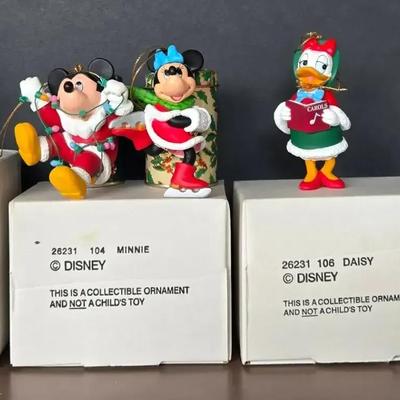 CAROLS
26231 104 MINNIE
© DISNEY
THIS IS A COLLECTIBLE ORNAMENT
AND NOT A CHILD'S TOY
26231 106 DAISY
© DISNEY
THIS IS A COLLECTIBLE ORNAM
AND NOT A CHILD'S TOY